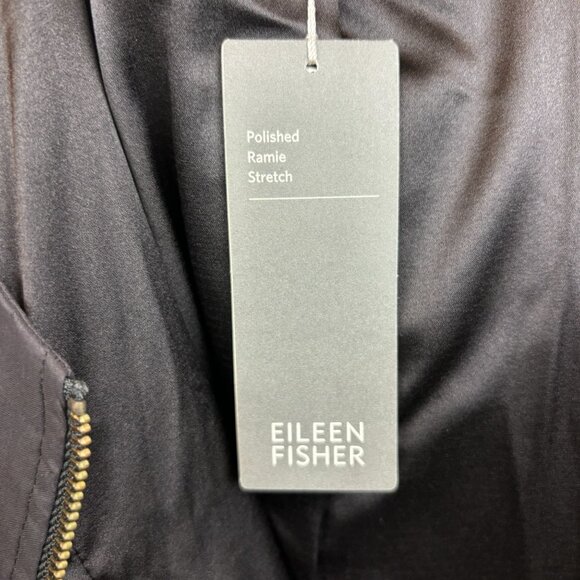 Polished
Ramie
Stretch
EILEEN
FISHER